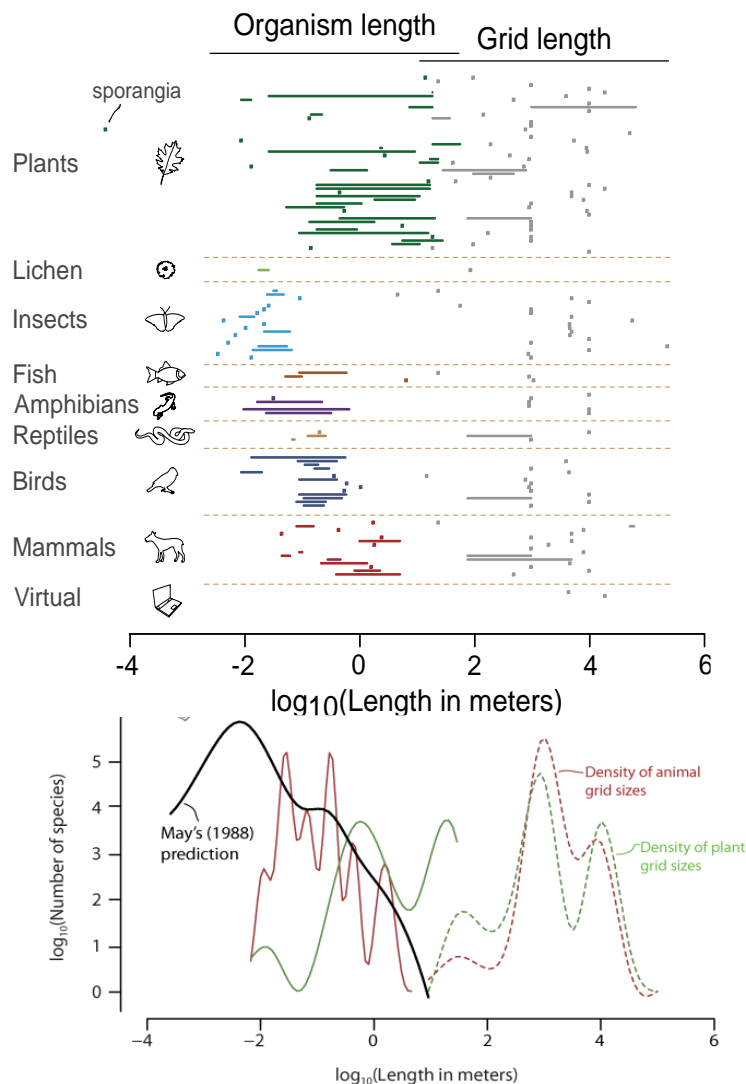 Organism length
Grid length
sporangia
Plants
Lichen
Insects
Fish
Amphibians
Reptiles
Birds
Mammals
Virtual
-4 -2 0 2 4 6
log10(Length in meters)
5
4
3
2
1
0
log10(Number of species)
May's (1988)
prediction
Density of animal
grid sizes
Density of plant
grid sizes
−4 −2 0 2 4 6
log10(Length in meters)